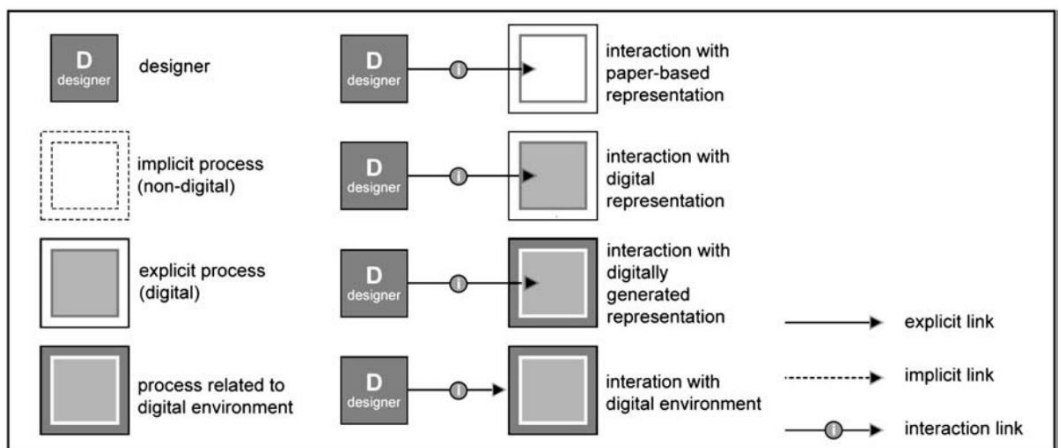 D
designer
designer
D
designer
i
interaction with
paper-based
representation
implicit process
(non-digital)
D
designer
i
interaction with
digital
representation
explicit process
(digital)
D
designer
i
interaction with
digitally
generated
representation
process related to
digital environment
D
designer
i
interation with
digital environment
explicit link
implicit link
i
interaction link